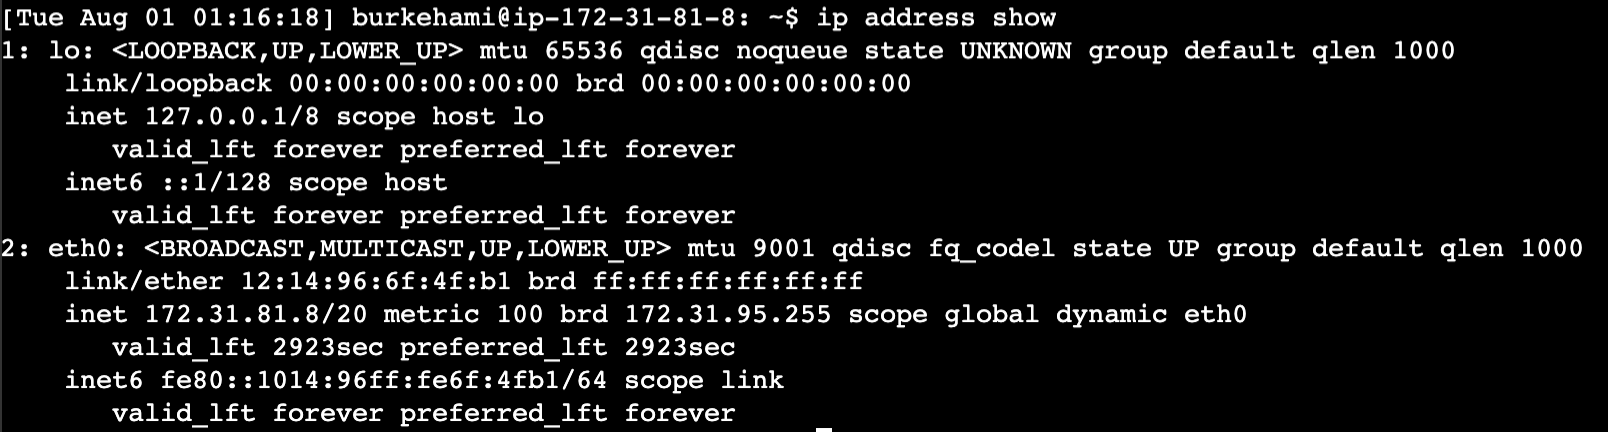 [Tue Aug 01 01:16:18] burkehami@ip-172-31-81-8: ~$ ip address show
1: lo: <LOOPBACK,UP,LOWER_UP> mtu 65536 qdisc noqueue state UNKNOWN group default qlen 1000
    link/loopback 00:00:00:00:00:00 brd 00:00:00:00:00:00
    inet 127.0.0.1/8 scope host lo
       valid_lft forever preferred_lft forever
    inet6 ::1/128 scope host
       valid_lft forever preferred_lft forever
2: eth0: <BROADCAST,MULTICAST,UP,LOWER_UP> mtu 9001 qdisc fq_codel state UP group default qlen 1000
    link/ether 12:14:96:6f:4f:b1 brd ff:ff:ff:ff:ff:ff
    inet 172.31.81.8/20 metric 100 brd 172.31.95.255 scope global dynamic eth0
       valid_lft 2923sec preferred_lft 2923sec
    inet6 fe80::1014:96ff:fe6f:4fb1/64 scope link
       valid_lft forever preferred_lft forever